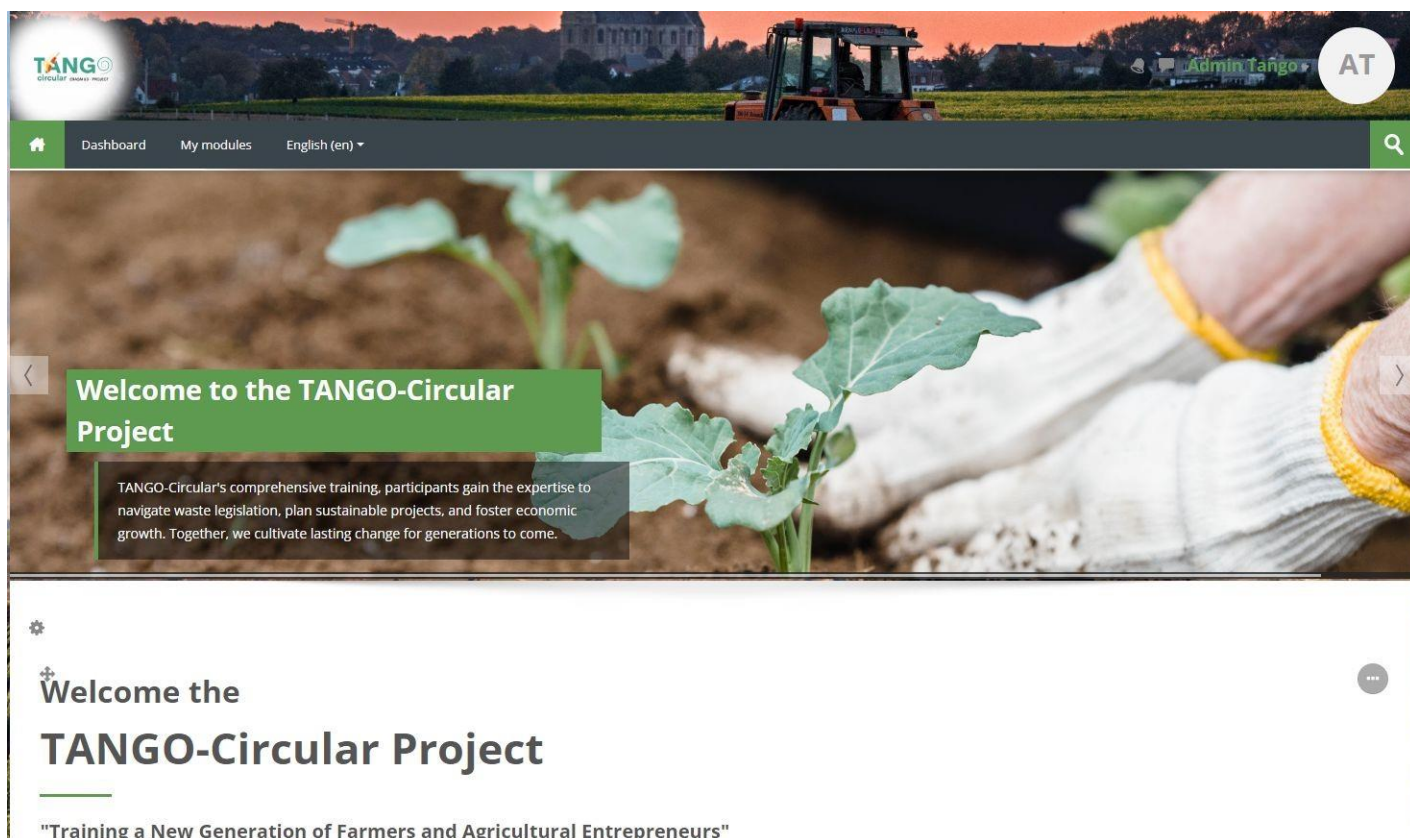 TANGO
circular ERASMUS PROJECT
Admin Tango
AT
Dashboard
My modules
English (en)
Welcome to the TANGO-Circular
Project
TANGO-Circular's comprehensive training, participants gain the expertise to
navigate waste legislation, plan sustainable projects, and foster economic
growth. Together, we cultivate lasting change for generations to come.
Welcome the
TANGO-Circular Project
"Training a New Generation of Farmers and Agricultural Entrepreneurs"